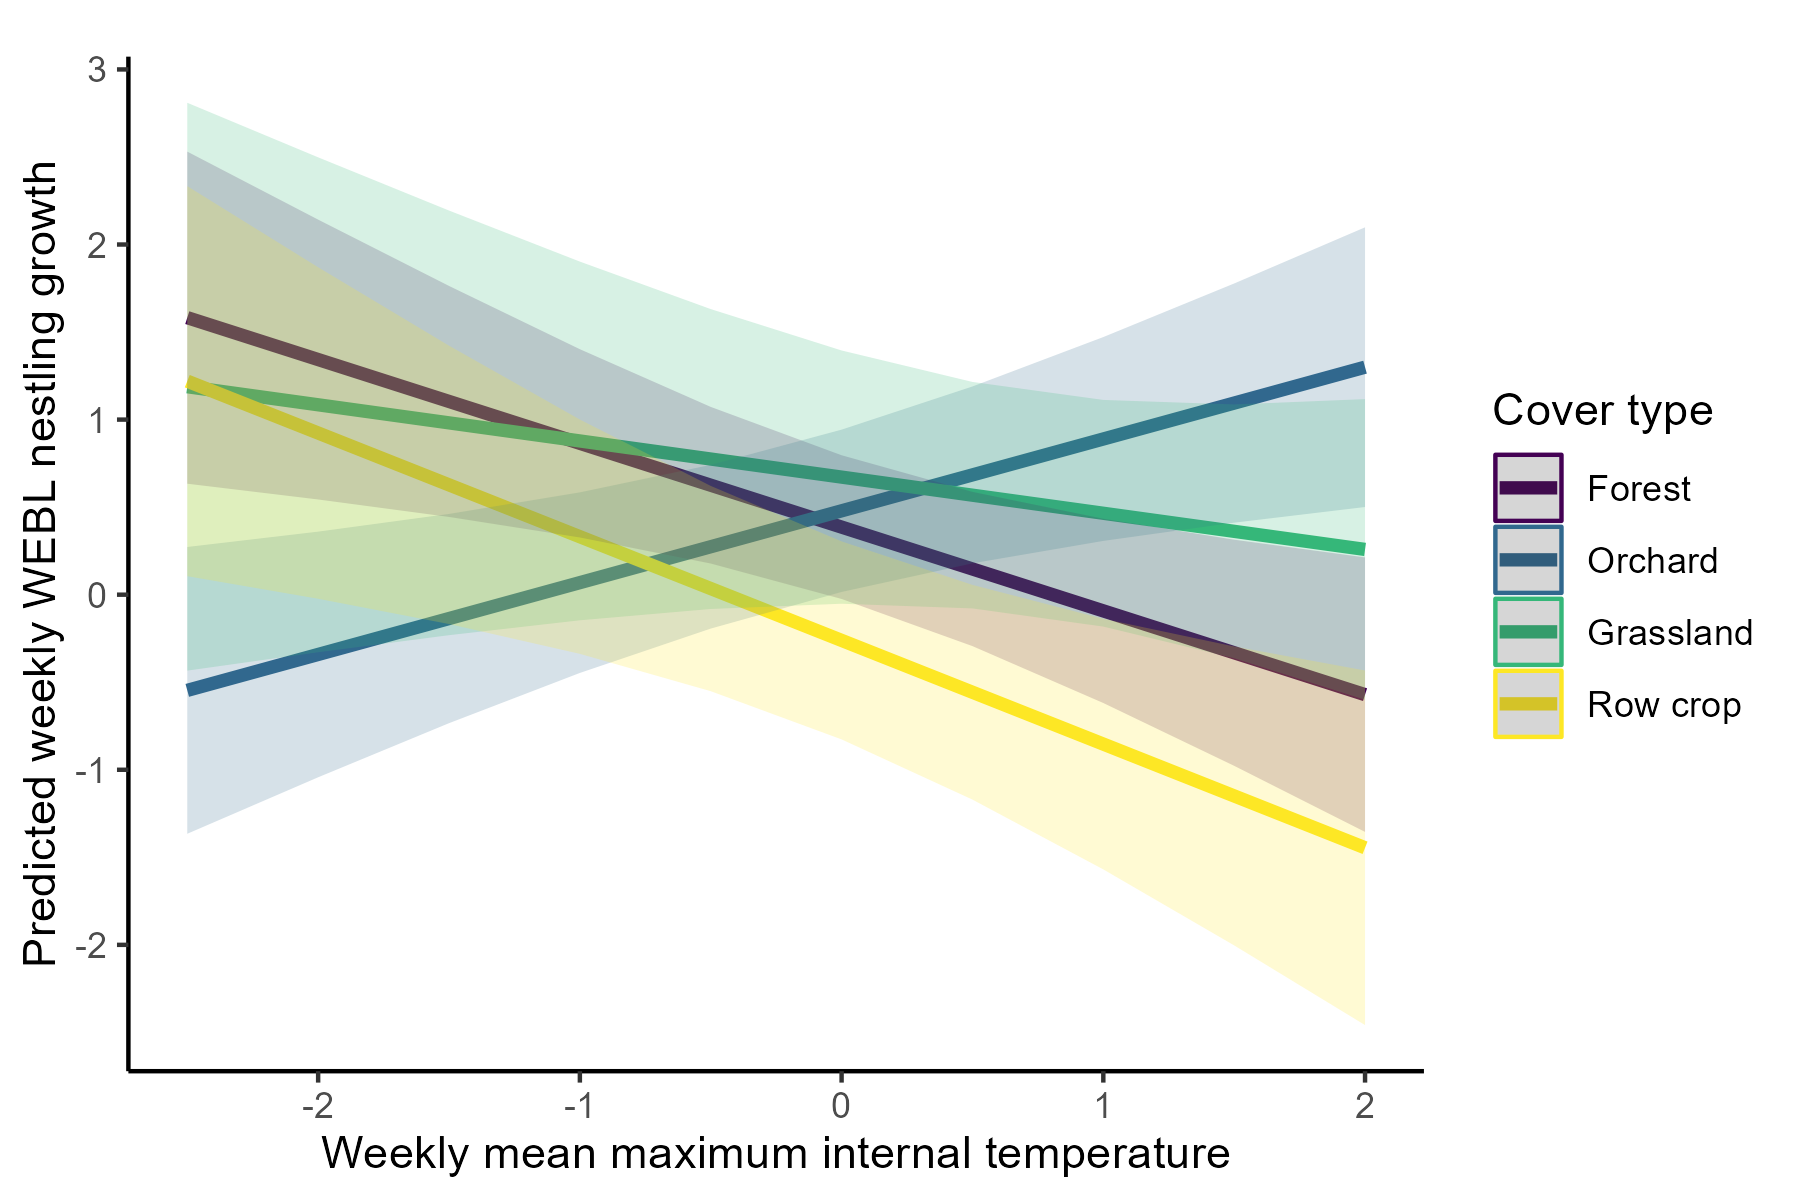 Predicted weekly WEBL nestling growth
3
2
1
0
-1
-2
-2 -1 0 1 2
Weekly mean maximum internal temperature
Cover type
Forest
Orchard
Grassland
Row crop